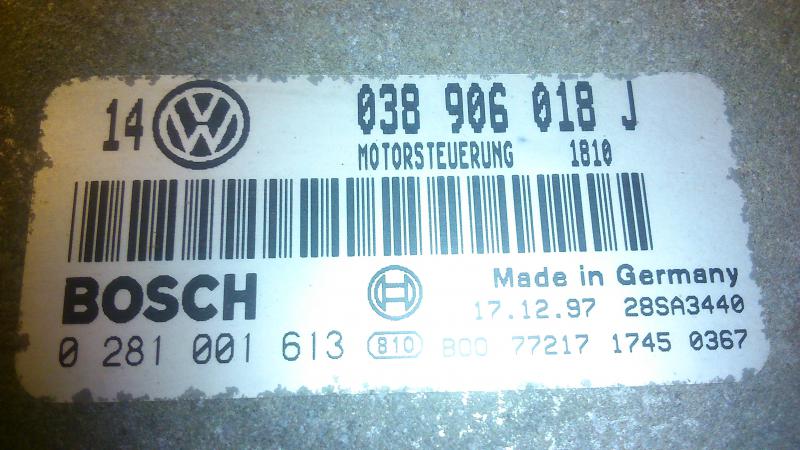 14 VW 038 906 018 J
MOTORSTEUERUNG 1810
BOSCH Made in Germany
17.12.97 28SA3440
0 281 001 613 810 B00 77217 1745 0367